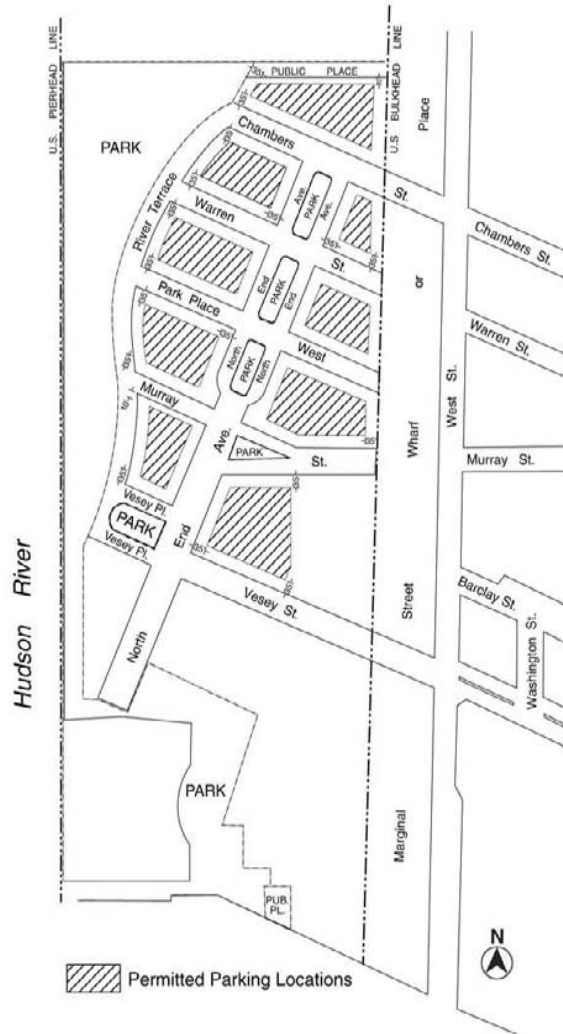 U.S. PIERHEAD LINE
U.S. BULKHEAD LINE
PUBLIC PLACE
Place
PARK
Chambers
St.
Chambers St.
River Terrace
Ave.
PARK
Ave.
Warren
St.
Warren St.
or
End
PARK
End
Park Place
West
North
PARK
North
West St.
Wharf
Murray
Ave.
PARK
St.
Murray St.
Vesey Pl.
PARK
Vesey Pl.
End
Vesey St.
Street
Barclay St.
Washington St.
Hudson River
North
PARK
Marginal
PUB.
PL.
N
Permitted Parking Locations